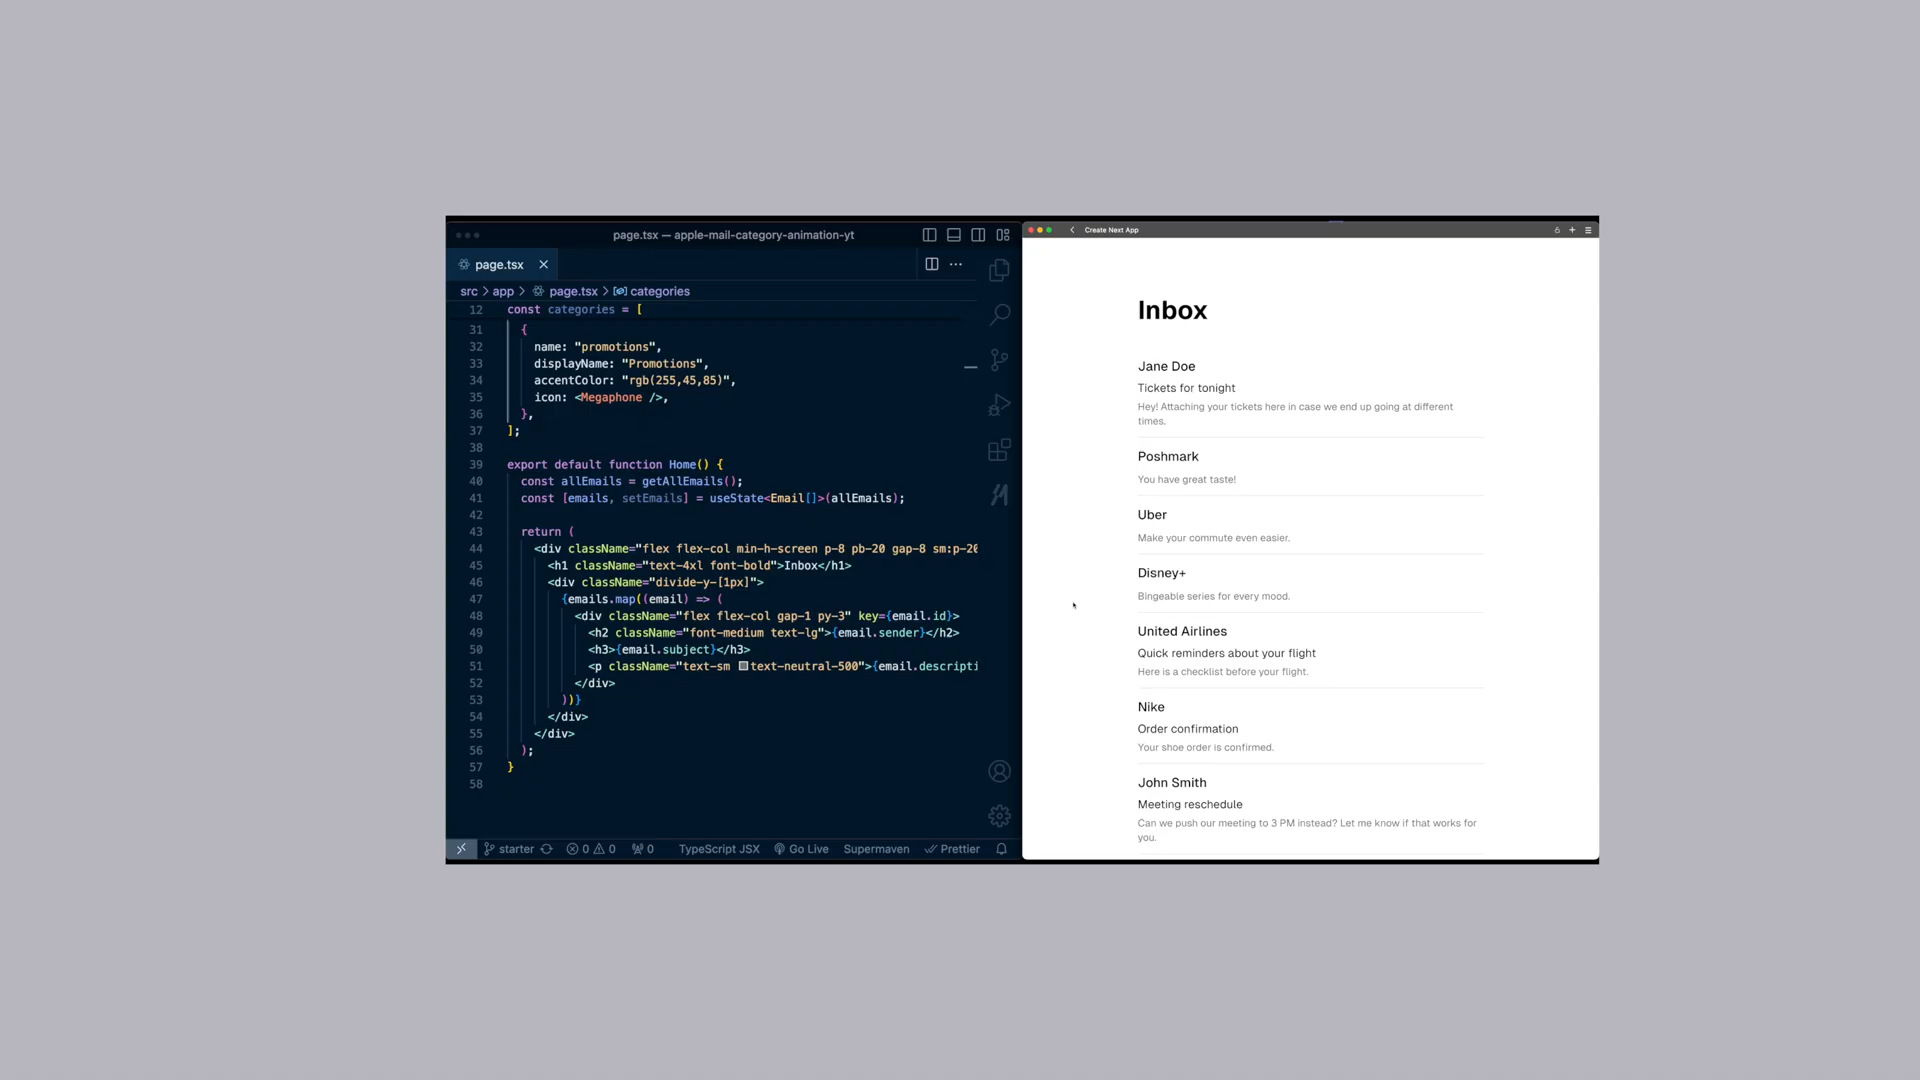 page.tsx — apple-mail-category-animation-yt
page.tsx
src > app > page.tsx > categories
12 const categories = [
31 {
32 name: "promotions",
33 displayName: "Promotions",
34 accentColor: "rgb(255,45,85)",
35 icon: <Megaphone />,
36 },
37 ];
38
39 export default function Home() {
40 const allEmails = getAllEmails();
41 const [emails, setEmails] = useState<Email[]>(allEmails);
42
43 return (
44 <div className="flex flex-col min-h-screen p-8 pb-20 gap-8 sm:p-20
45 <h1 className="text-4xl font-bold">Inbox</h1>
46 <div className="divide-y-[1px]">
47 {emails.map((email) => (
48 <div className="flex flex-col gap-1 py-3" key={email.id}>
49 <h2 className="font-medium text-lg">{email.sender}</h2>
50 <h3>{email.subject}</h3>
51 <p className="text-sm text-neutral-500">{email.descripti
52 </div>
53 ))}
54 </div>
55 </div>
56 );
57 }
58
starter 0 0 0 TypeScript JSX Go Live Supermaven Prettier
Create Next App
Inbox
Jane Doe
Tickets for tonight
Hey! Attaching your tickets here in case we end up going at different
times.
Poshmark
You have great taste!
Uber
Make your commute even easier.
Disney+
Bingeable series for every mood.
United Airlines
Quick reminders about your flight
Here is a checklist before your flight.
Nike
Order confirmation
Your shoe order is confirmed.
John Smith
Meeting reschedule
Can we push our meeting to 3 PM instead? Let me know if that works for
you.